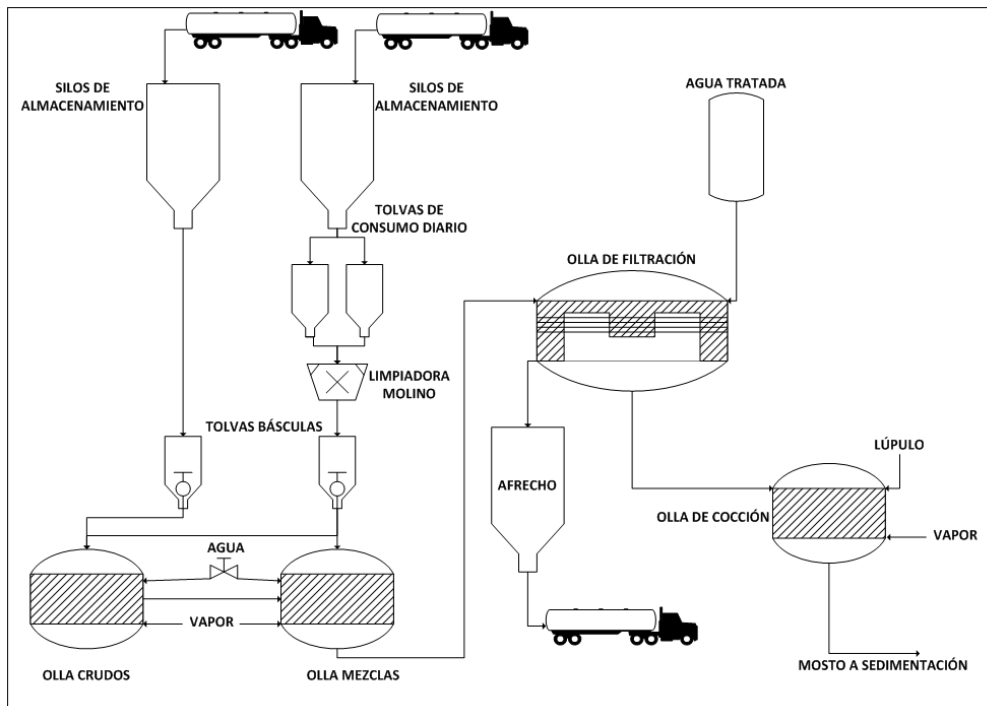 SILOS DE
ALMACENAMIENTO
SILOS DE
ALMACENAMIENTO
AGUA TRATADA
TOLVAS DE
CONSUMO DIARIO
OLLA DE FILTRACIÓN
LIMPIADORA
MOLINO
TOLVAS BÁSCULAS
LÚPULO
AFRECHO
OLLA DE COCCIÓN
VAPOR
AGUA
VAPOR
OLLA CRUDOS
OLLA MEZCLAS
MOSTO A SEDIMENTACIÓN